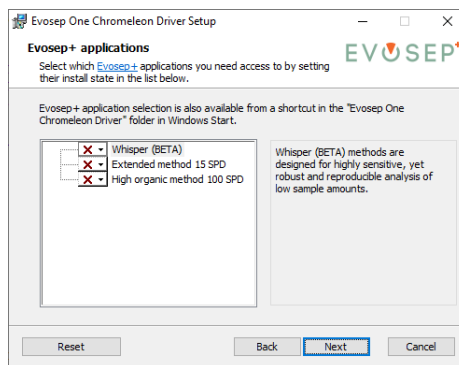 Evosep One Chromeleon Driver Setup
Evosep+ applications
Select which Evosep+ applications you need access to by setting
their install state in the list below.
EVOSEP+
Evosep+ application selection is also available from a shortcut in the "Evosep One
Chromeleon Driver" folder in Windows Start.
Whisper (BETA)
Extended method 15 SPD
High organic method 100 SPD
Whisper (BETA) methods are
designed for highly sensitive, yet
robust and reproducible analysis of
low sample amounts.
Reset
Back
Next
Cancel